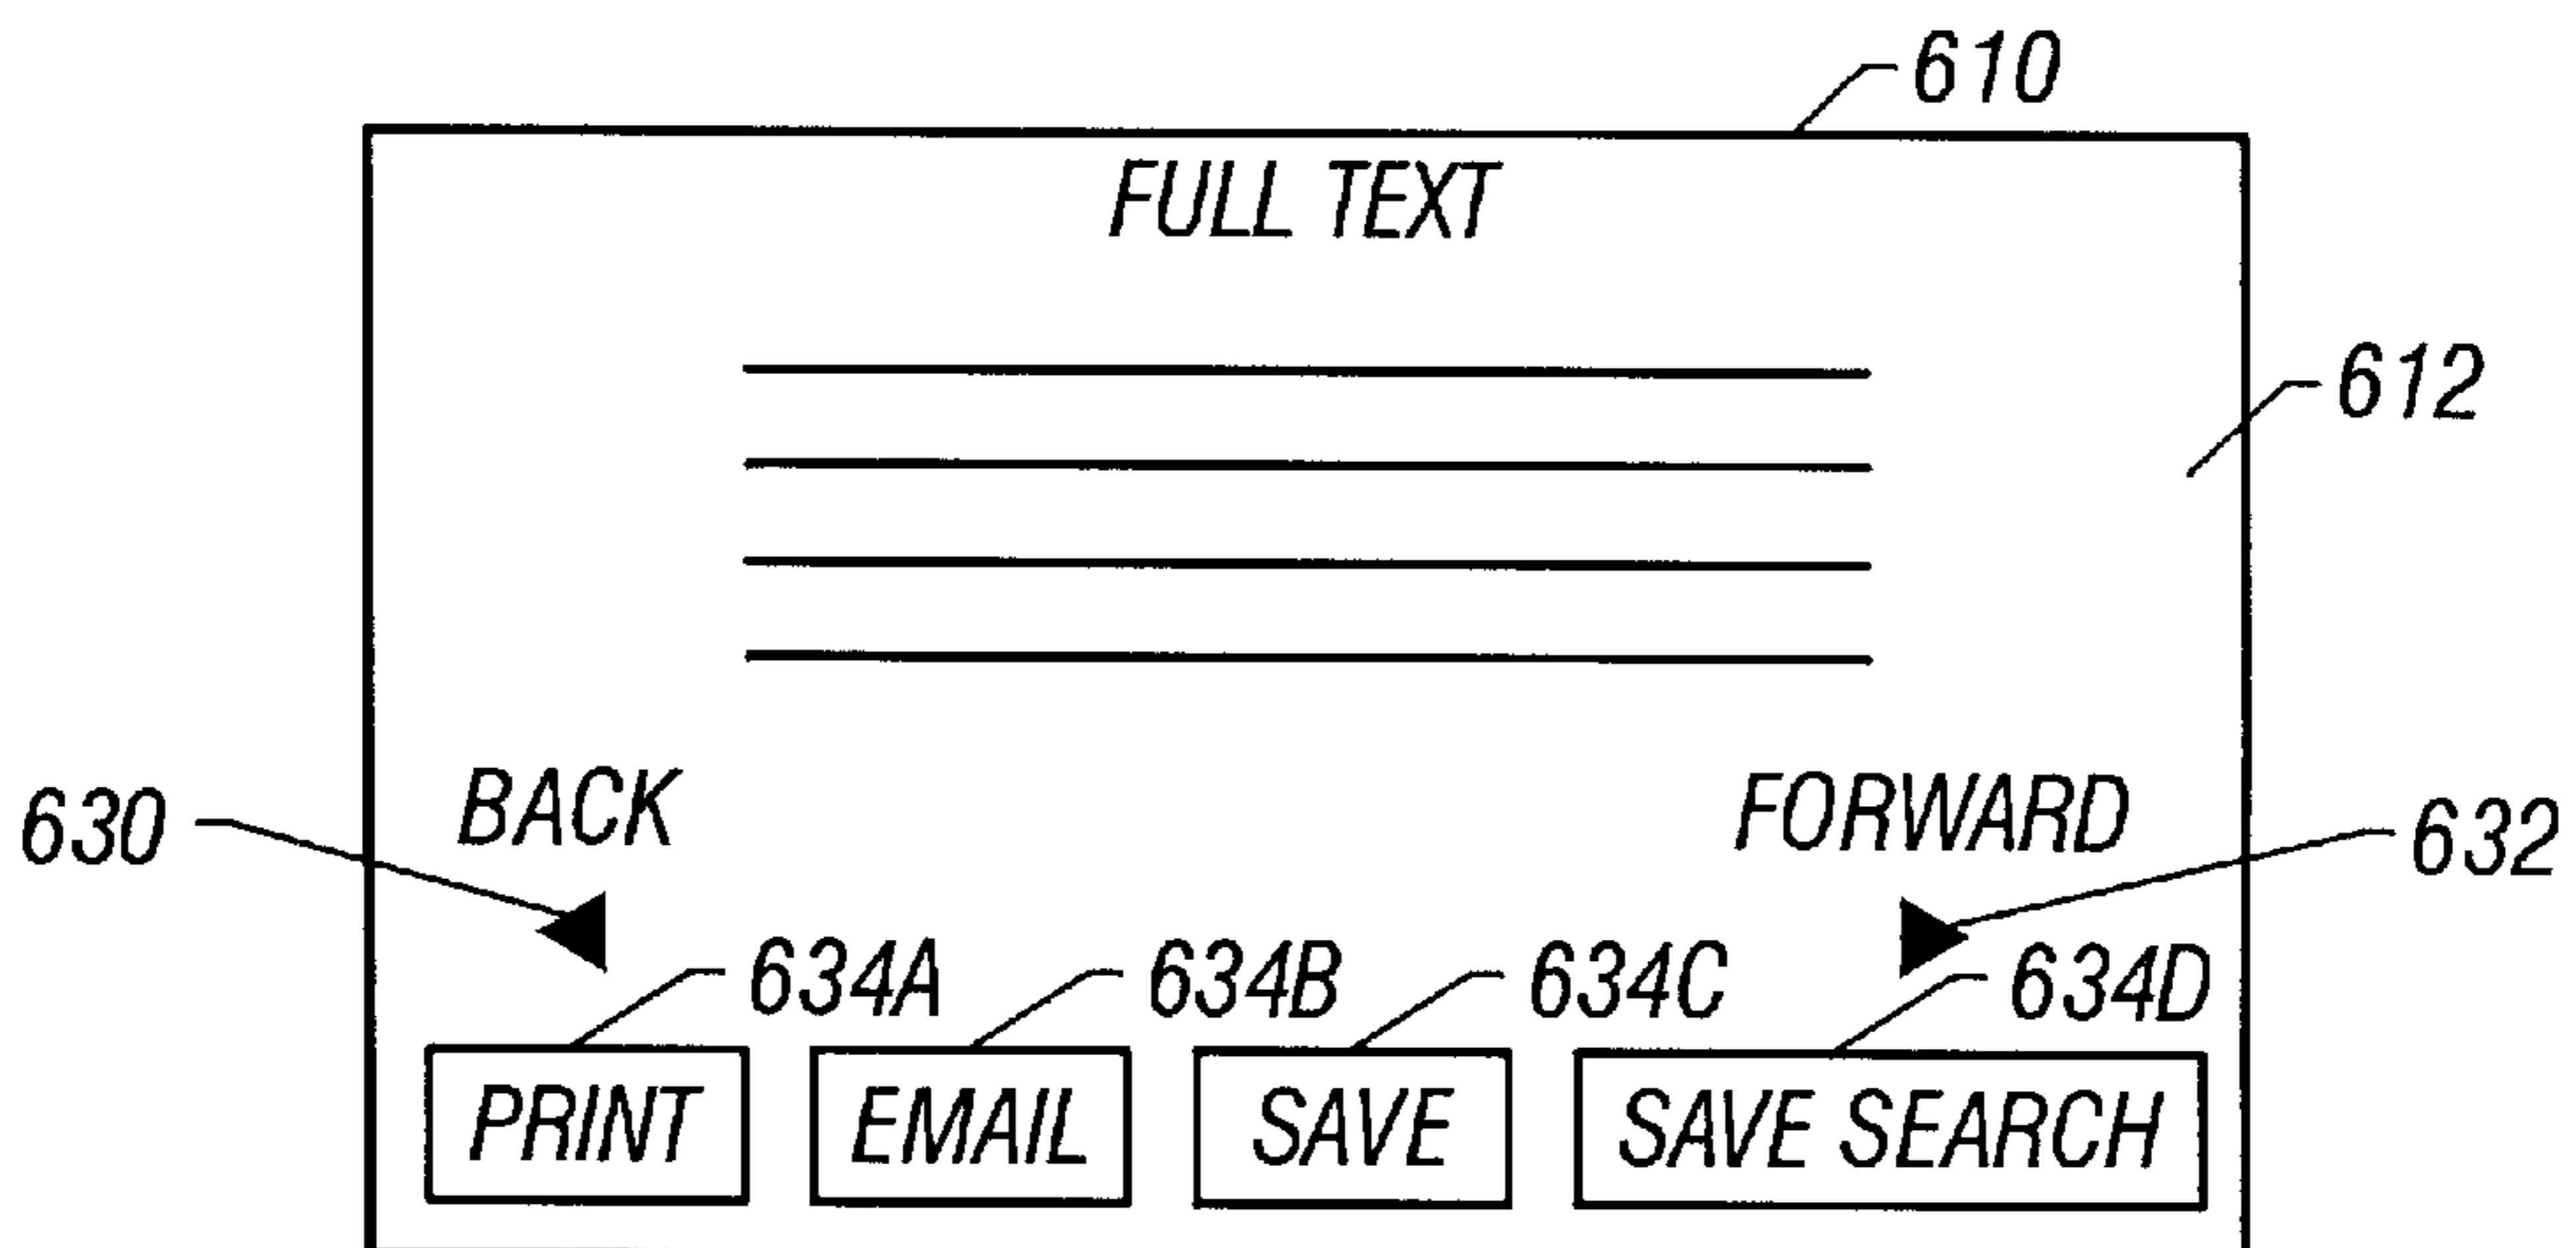 610
FULL TEXT
612
BACK FORWARD
630 632
634A 634B 634C 634D
PRINT EMAIL SAVE SAVE SEARCH